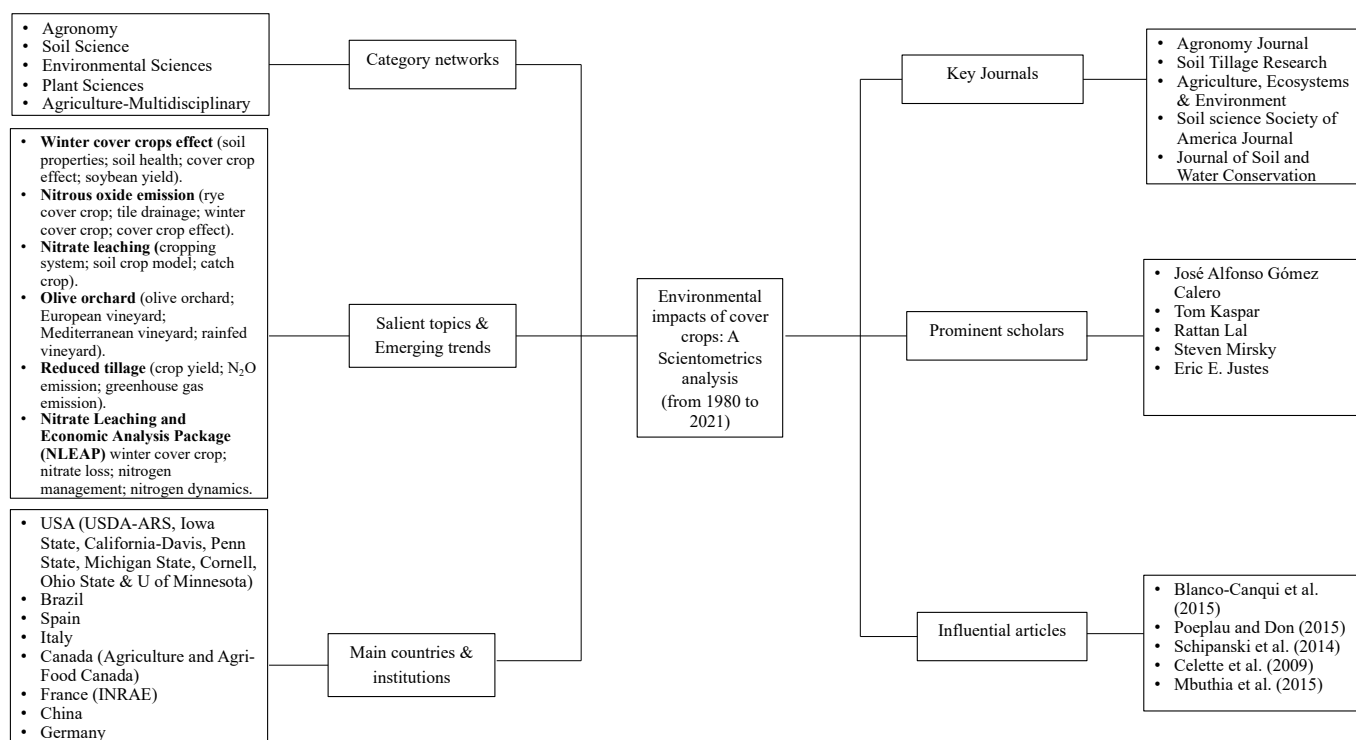 • Agronomy
• Soil Science
• Environmental Sciences
• Plant Sciences
• Agriculture-Multidisciplinary
Category networks
• Winter cover crops effect (soil
properties; soil health; cover crop
effect; soybean yield).
• Nitrous oxide emission (rye
cover crop; tile drainage; winter
cover crop; cover crop effect).
• Nitrate leaching (cropping
system; soil crop model; catch
crop).
• Olive orchard (olive orchard;
European vineyard;
Mediterranean vineyard; rainfed
vineyard).
• Reduced tillage (crop yield; N₂O
emission; greenhouse gas
emission).
• Nitrate Leaching and
Economic Analysis Package
(NLEAP) winter cover crop;
nitrate loss; nitrogen
management; nitrogen dynamics.
Salient topics &
Emerging trends
• USA (USDA-ARS, Iowa
State, California-Davis, Penn
State, Michigan State, Cornell,
Ohio State & U of Minnesota)
• Brazil
• Spain
• Italy
• Canada (Agriculture and Agri-
Food Canada)
• France (INRAE)
• China
• Germany
Main countries &
institutions
Environmental
impacts of cover
crops: A
Scientometrics
analysis
(from 1980 to
2021)
Key Journals
• Agronomy Journal
• Soil Tillage Research
• Agriculture, Ecosystems
& Environment
• Soil science Society of
America Journal
• Journal of Soil and
Water Conservation
Prominent scholars
• José Alfonso Gómez
Calero
• Tom Kaspar
• Rattan Lal
• Steven Mirsky
• Eric E. Justes
Influential articles
• Blanco-Canqui et al.
(2015)
• Poeplau and Don (2015)
• Schipanski et al. (2014)
• Celette et al. (2009)
• Mbuthia et al. (2015)